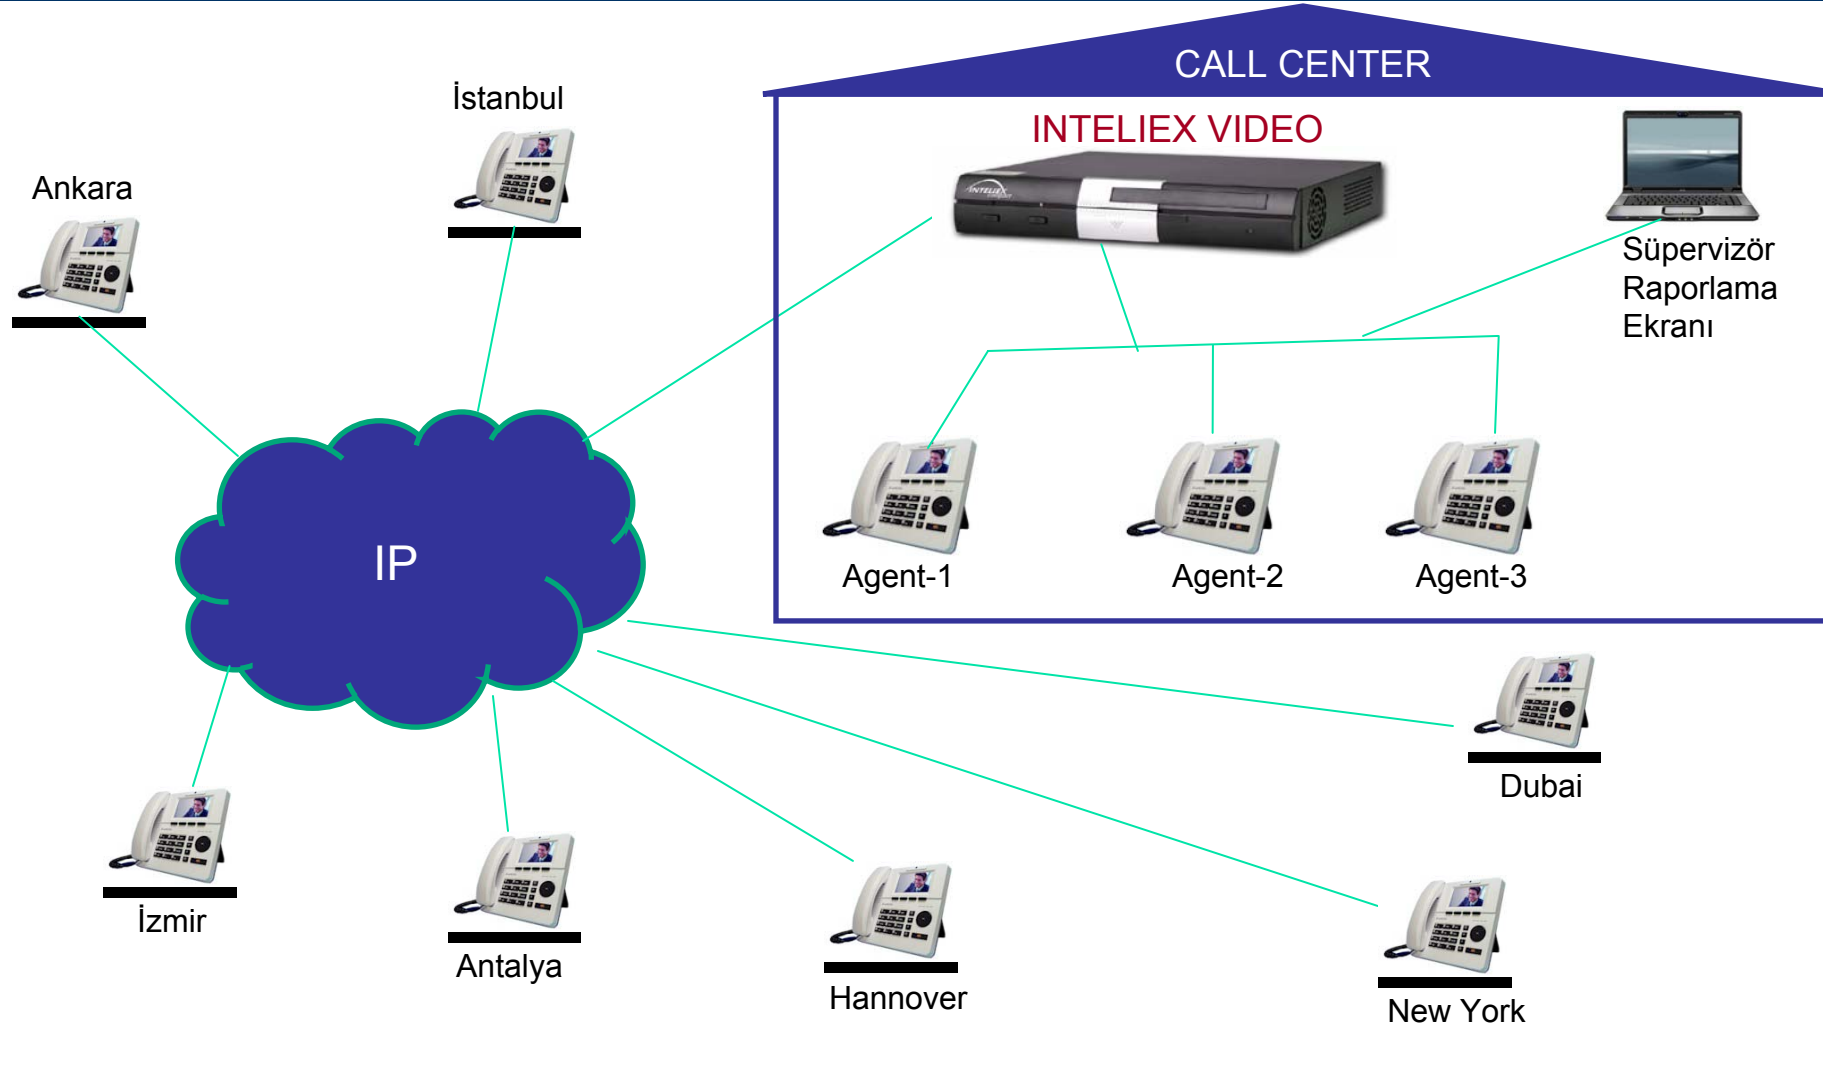 CALL CENTER
İstanbul
INTELIEX VIDEO
Ankara
INTELIEX
Süpervizör
Raporlama
Ekranı
IP
Agent-1
Agent-2
Agent-3
Dubai
İzmir
Antalya
Hannover
New York